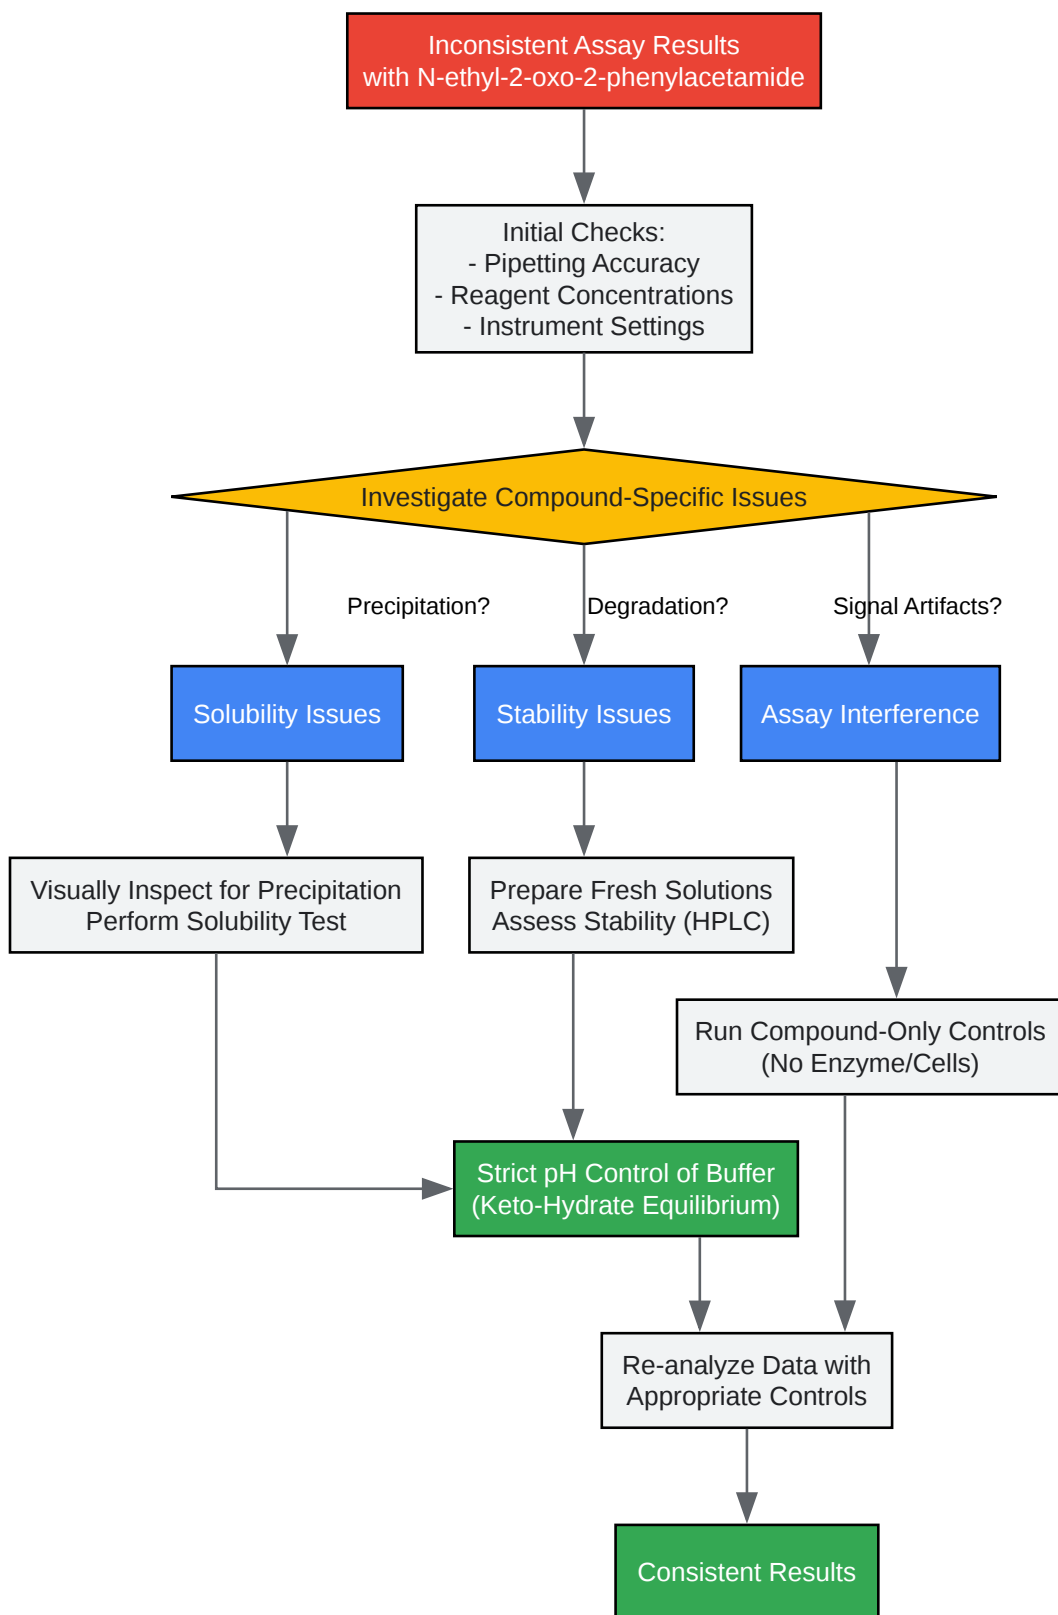 Inconsistent Assay Results
with N-ethyl-2-oxo-2-phenylacetamide
Initial Checks:
- Pipetting Accuracy
- Reagent Concentrations
- Instrument Settings
Investigate Compound-Specific Issues
Precipitation?
Degradation?
Signal Artifacts?
Solubility Issues
Stability Issues
Assay Interference
Visually Inspect for Precipitation
Perform Solubility Test
Prepare Fresh Solutions
Assess Stability (HPLC)
Run Compound-Only Controls
(No Enzyme/Cells)
Strict pH Control of Buffer
(Keto-Hydrate Equilibrium)
Re-analyze Data with
Appropriate Controls
Consistent Results